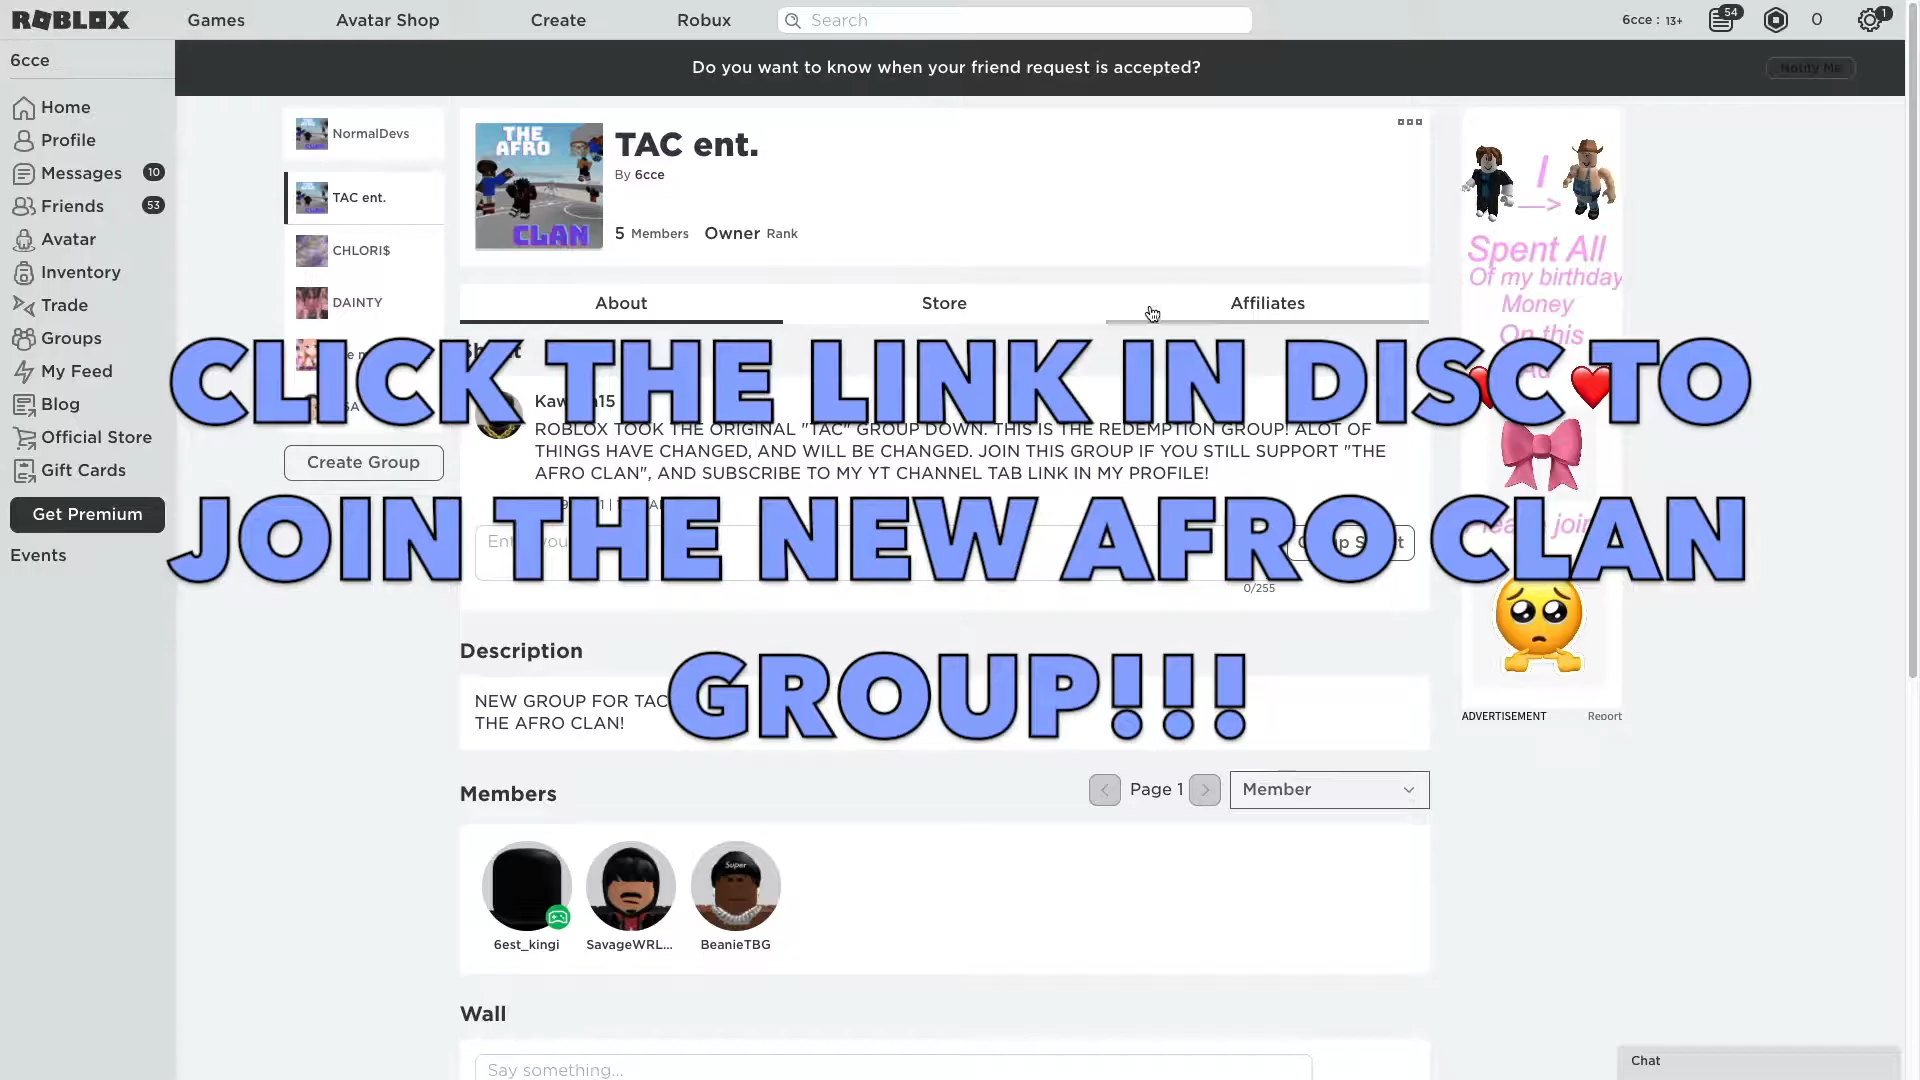 ROBLOX
Games
Avatar Shop
Create
Robux
Search
6cce : 13+
54
0
1
6cce
Do you want to know when your friend request is accepted?
Notify Me
Home
Profile
Messages 10
Friends 53
Avatar
Inventory
Trade
Groups
My Feed
Blog
Official Store
Gift Cards
Get Premium
Events
NormalDevs
TAC ent.
CHLORI$
DAINTY
Create Group
THE
AFRO
CLAN
TAC ent.
By 6cce
5 Members Owner Rank
About
Store
Affiliates
CLICK THE LINK IN DISC TO
JOIN THE NEW AFRO CLAN
GROUP!!!
ROBLOX TOOK THE ORIGINAL "TAC" GROUP DOWN. THIS IS THE REDEMPTION GROUP! ALOT OF
THINGS HAVE CHANGED, AND WILL BE CHANGED. JOIN THIS GROUP IF YOU STILL SUPPORT "THE
AFRO CLAN", AND SUBSCRIBE TO MY YT CHANNEL TAB LINK IN MY PROFILE!
0/255
Description
NEW GROUP FOR TAC
THE AFRO CLAN!
Members
Page 1
Member
Super
6est_kingi
SavageWRL...
BeanieTBG
Wall
Say something...
I
-->
Spent All
Of my birthday
Money
On this
ADVERTISEMENT
Report
Chat